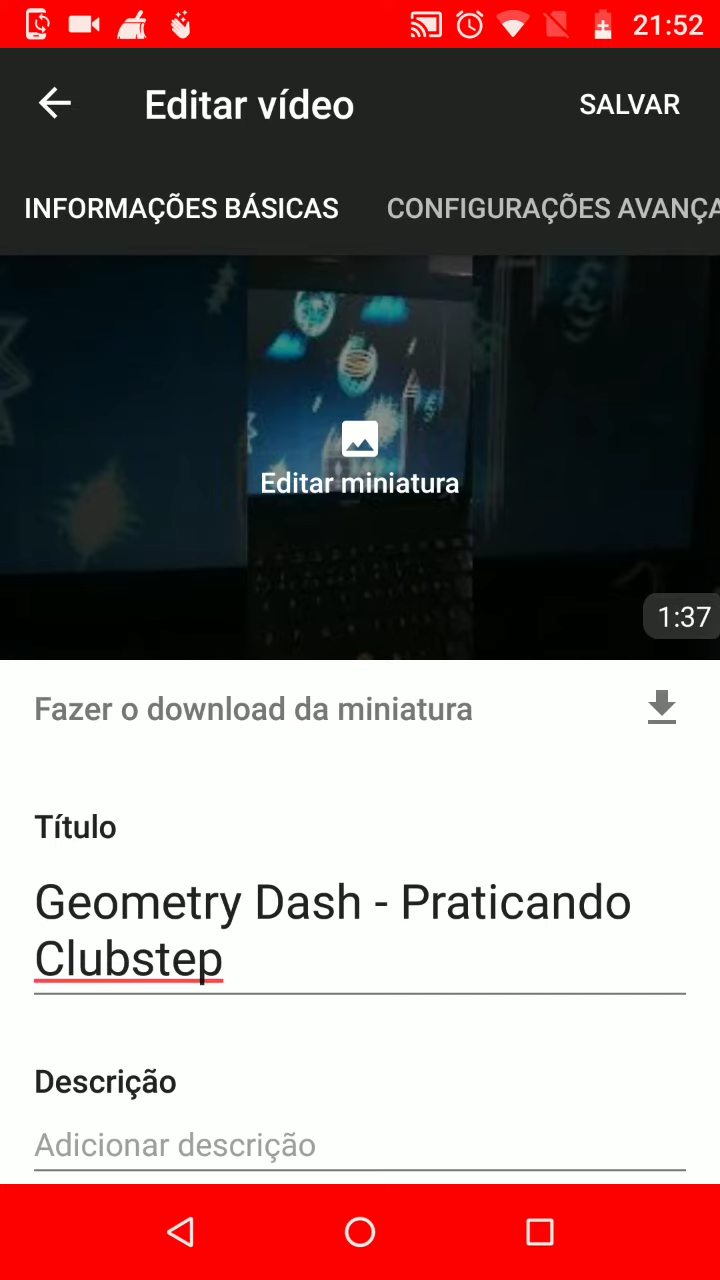 21:52
Editar vídeo
SALVAR
INFORMAÇÕES BÁSICAS
CONFIGURAÇÕES AVANÇA
Editar miniatura
1:37
Fazer o download da miniatura
Título
Geometry Dash - Praticando
Clubstep
Descrição
Adicionar descrição